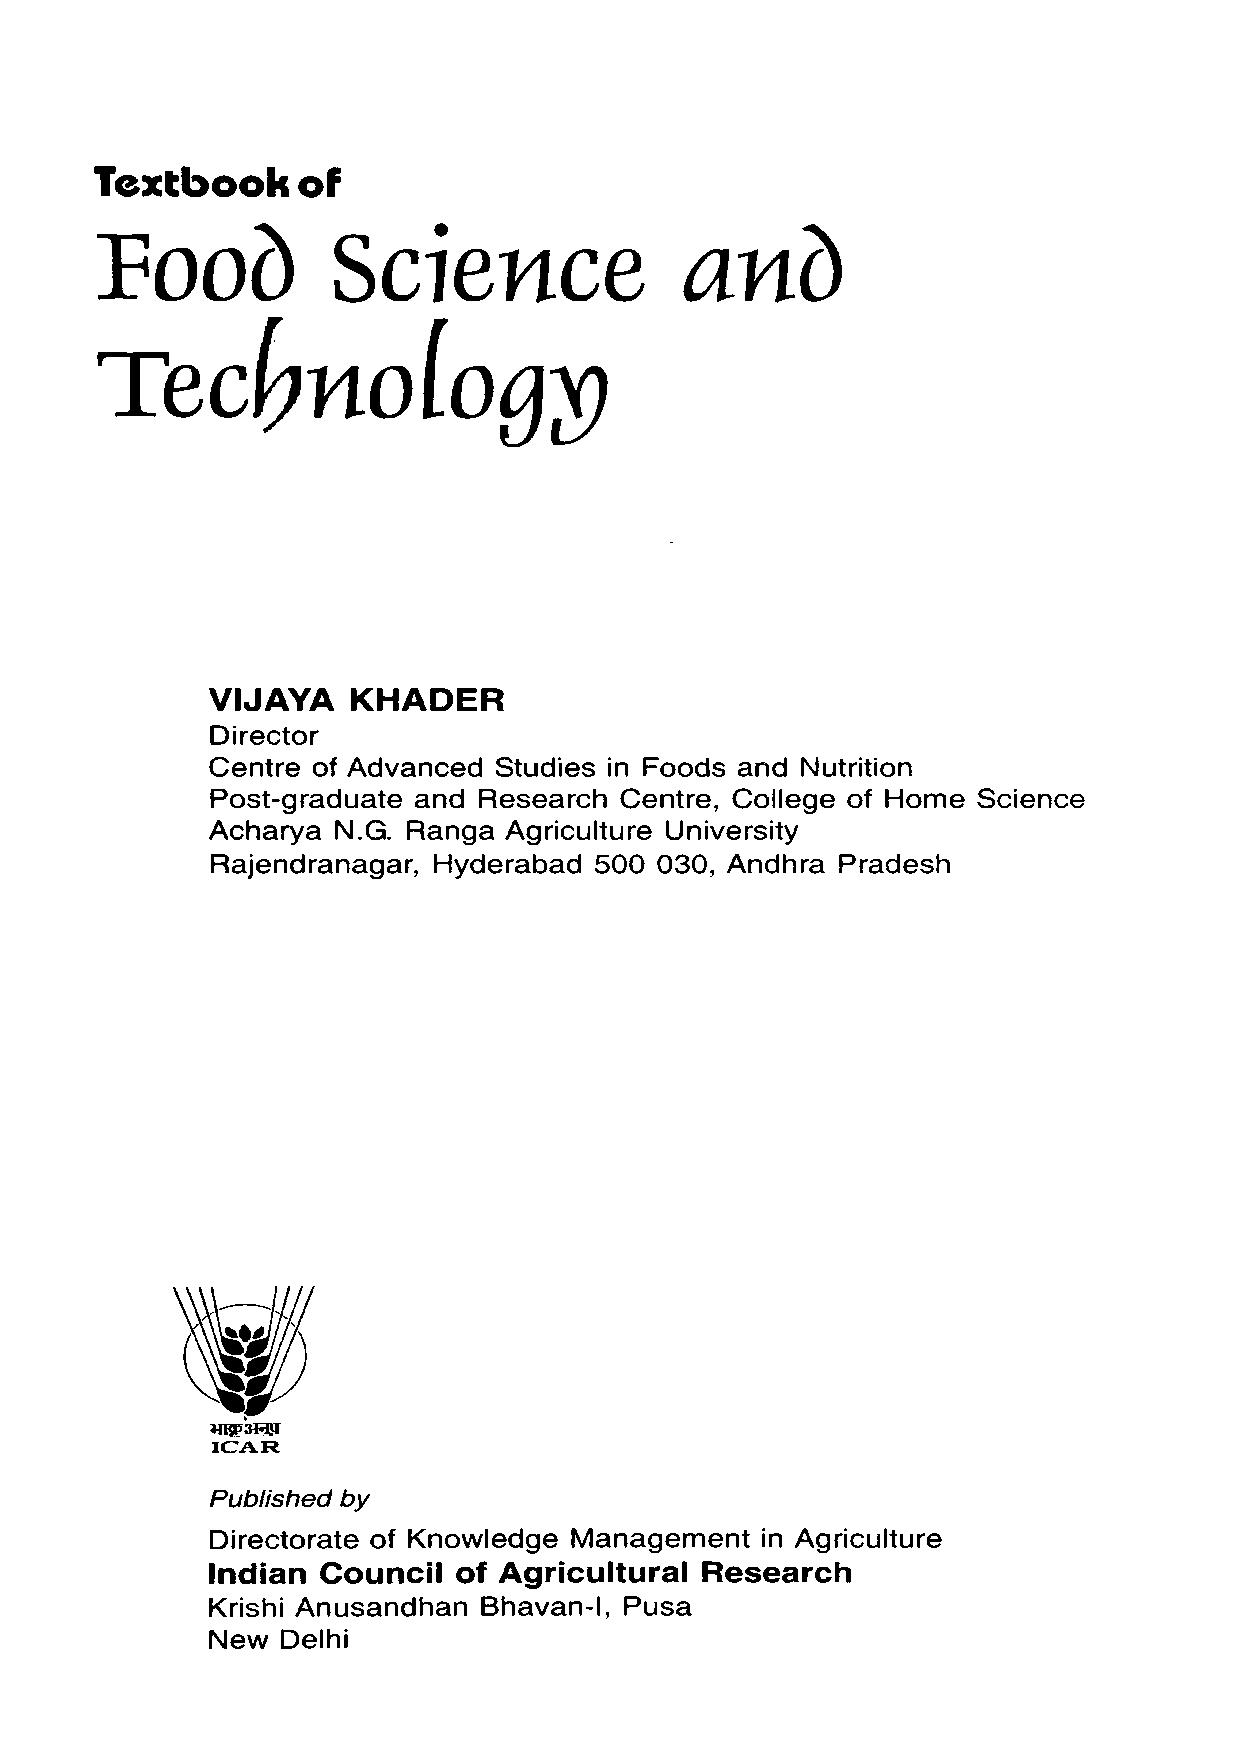 Textbook of
Food Science and
Technology
VIJAYA KHADER
Director
Centre of Advanced Studies in Foods and Nutrition
Post-graduate and Research Centre, College of Home Science
Acharya N.G. Ranga Agriculture University
Rajendranagar, Hyderabad 500 030, Andhra Pradesh
भाकृअनुप
ICAR
Published by
Directorate of Knowledge Management in Agriculture
Indian Council of Agricultural Research
Krishi Anusandhan Bhavan-I, Pusa
New Delhi